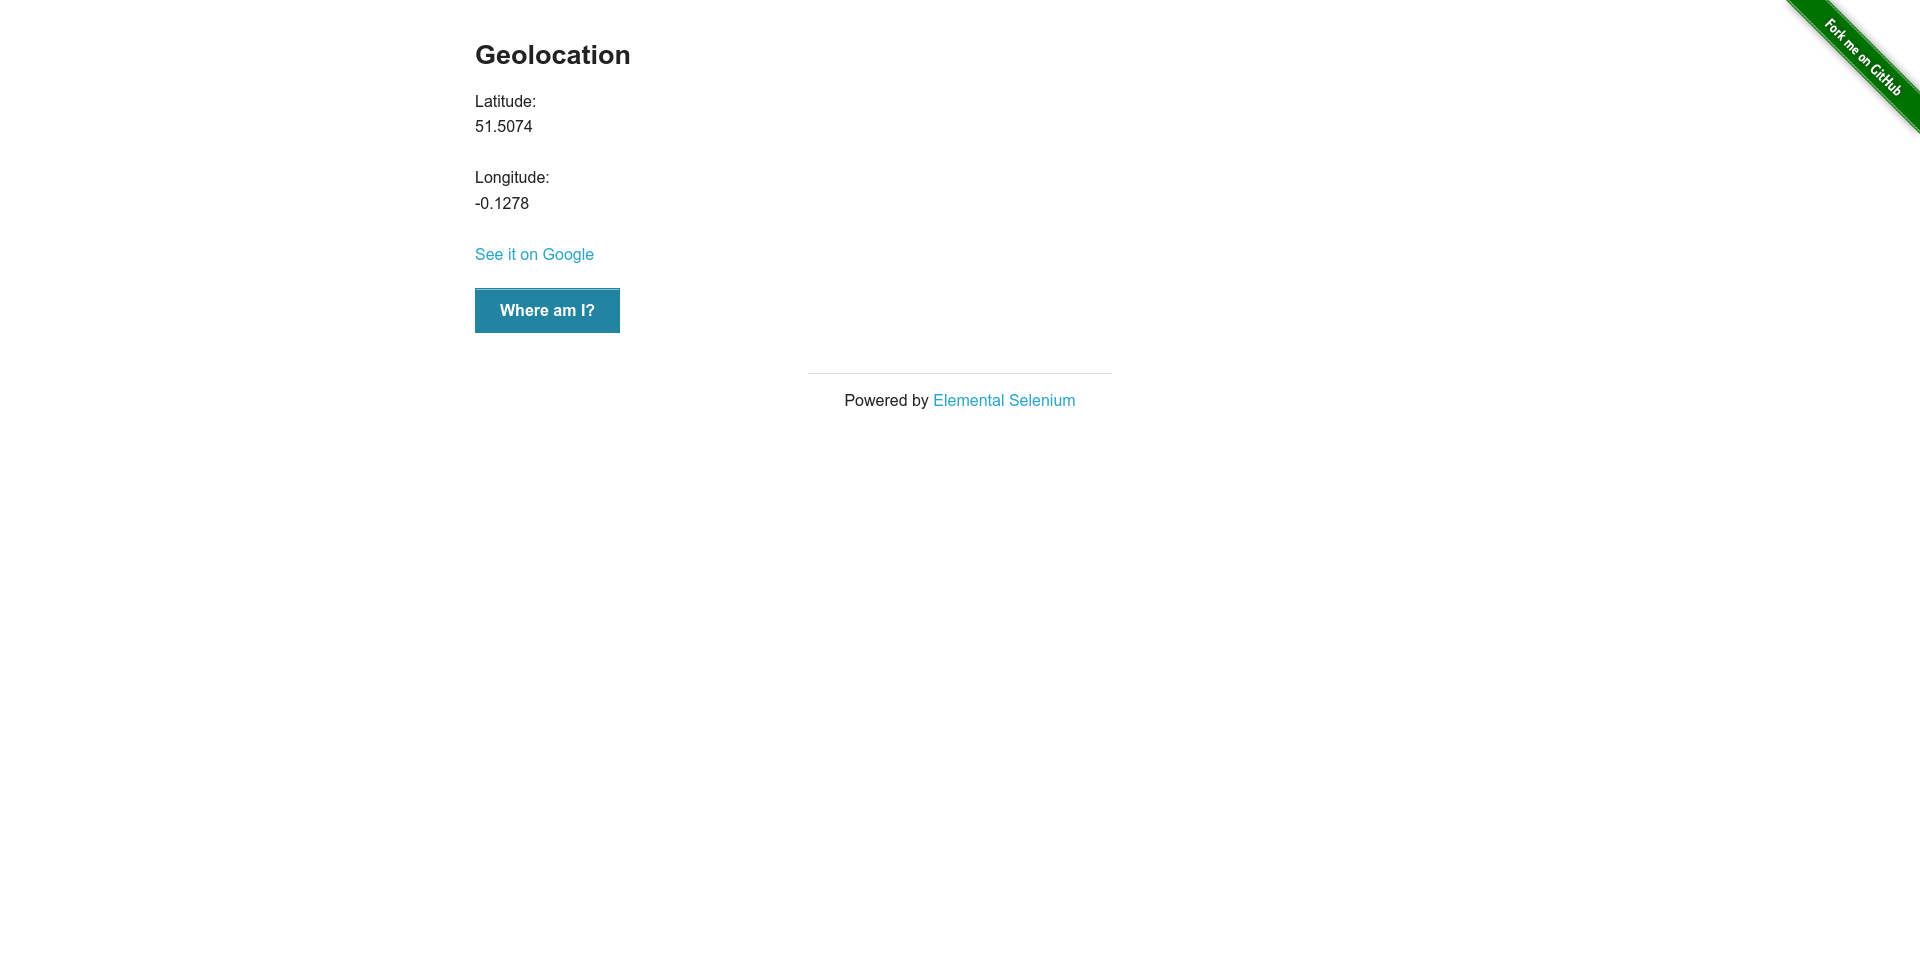 Fork me on GitHub
Geolocation
Latitude:
51.5074
Longitude:
-0.1278
See it on Google
Where am I?
Powered by Elemental Selenium